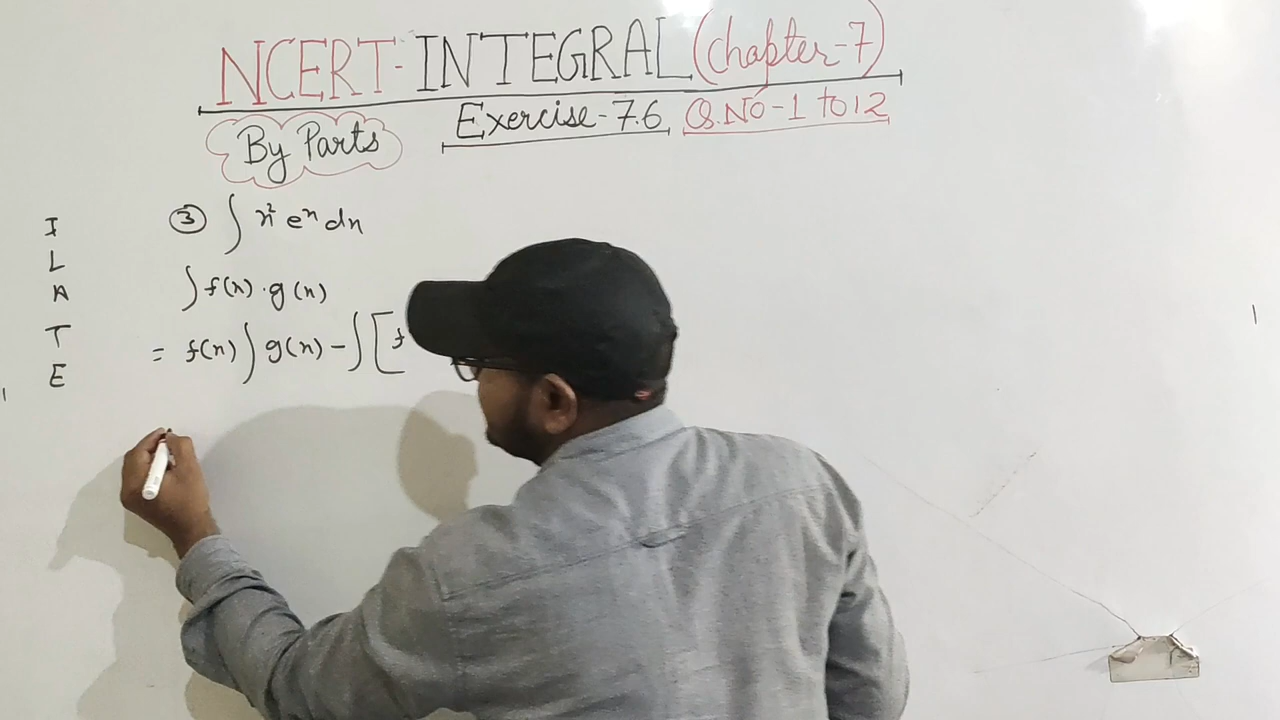 NCERT-INTEGRAL (chapter-7)
Exercise-7.6 Q.No-1 to 12
By Parts
I
L
A
T
E
③ ∫ x² eˣ dx
∫ f(x)·g(x)
= f(x)∫ g(x) - ∫ [f